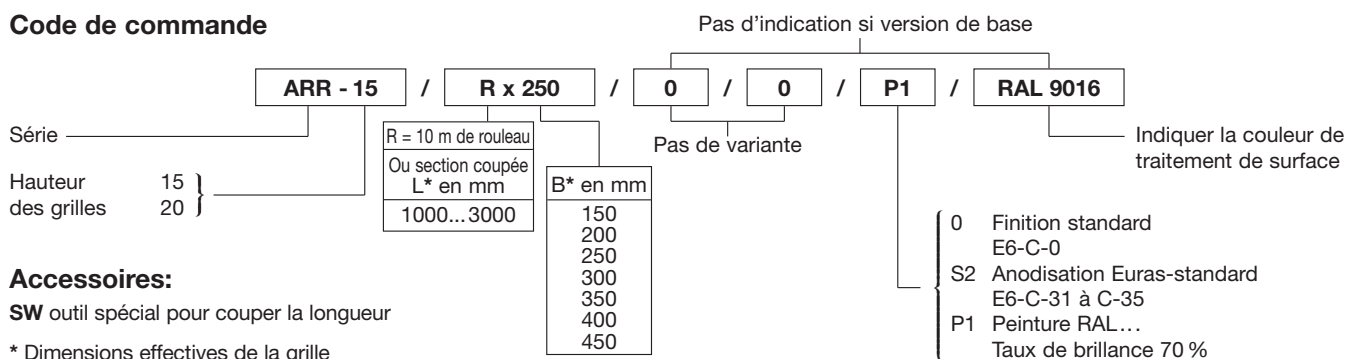 Code de commande
Pas d'indication si version de base
ARR - 15 / R x 250 / 0 / 0 / P1 / RAL 9016
Série
R = 10 m de rouleau
Ou section coupée
L* en mm
1000...3000
Pas de variante
Indiquer la couleur de
traitement de surface
Hauteur 15
des grilles 20
B* en mm
150
200
250
300
350
400
450
0 Finition standard
E6-C-0
S2 Anodisation Euras-standard
E6-C-31 à C-35
P1 Peinture RAL...
Taux de brillance 70 %
Accessoires:
SW outil spécial pour couper la longueur
* Dimensions effectives de la grille